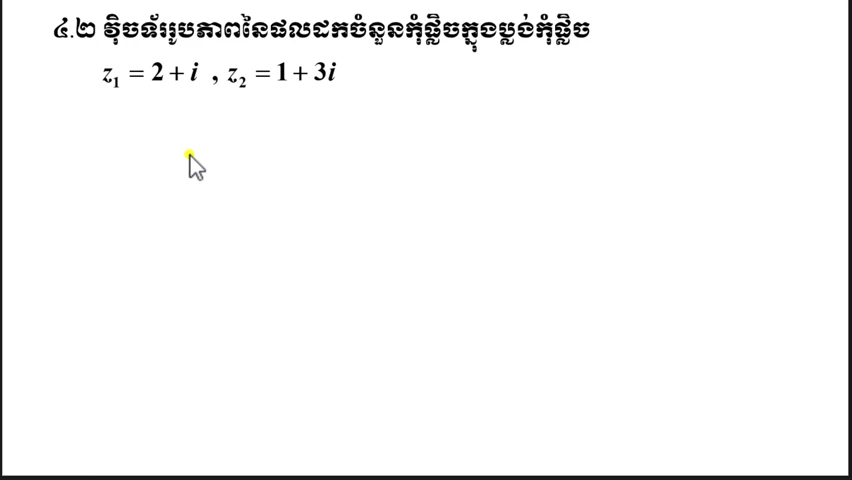 ៤.២ វ៉ិចទ័ររូបភាពនៃផលដកចំនួនកុំផ្លិចក្នុងប្លង់កុំផ្លិច
z₁ = 2 + i , z₂ = 1 + 3i